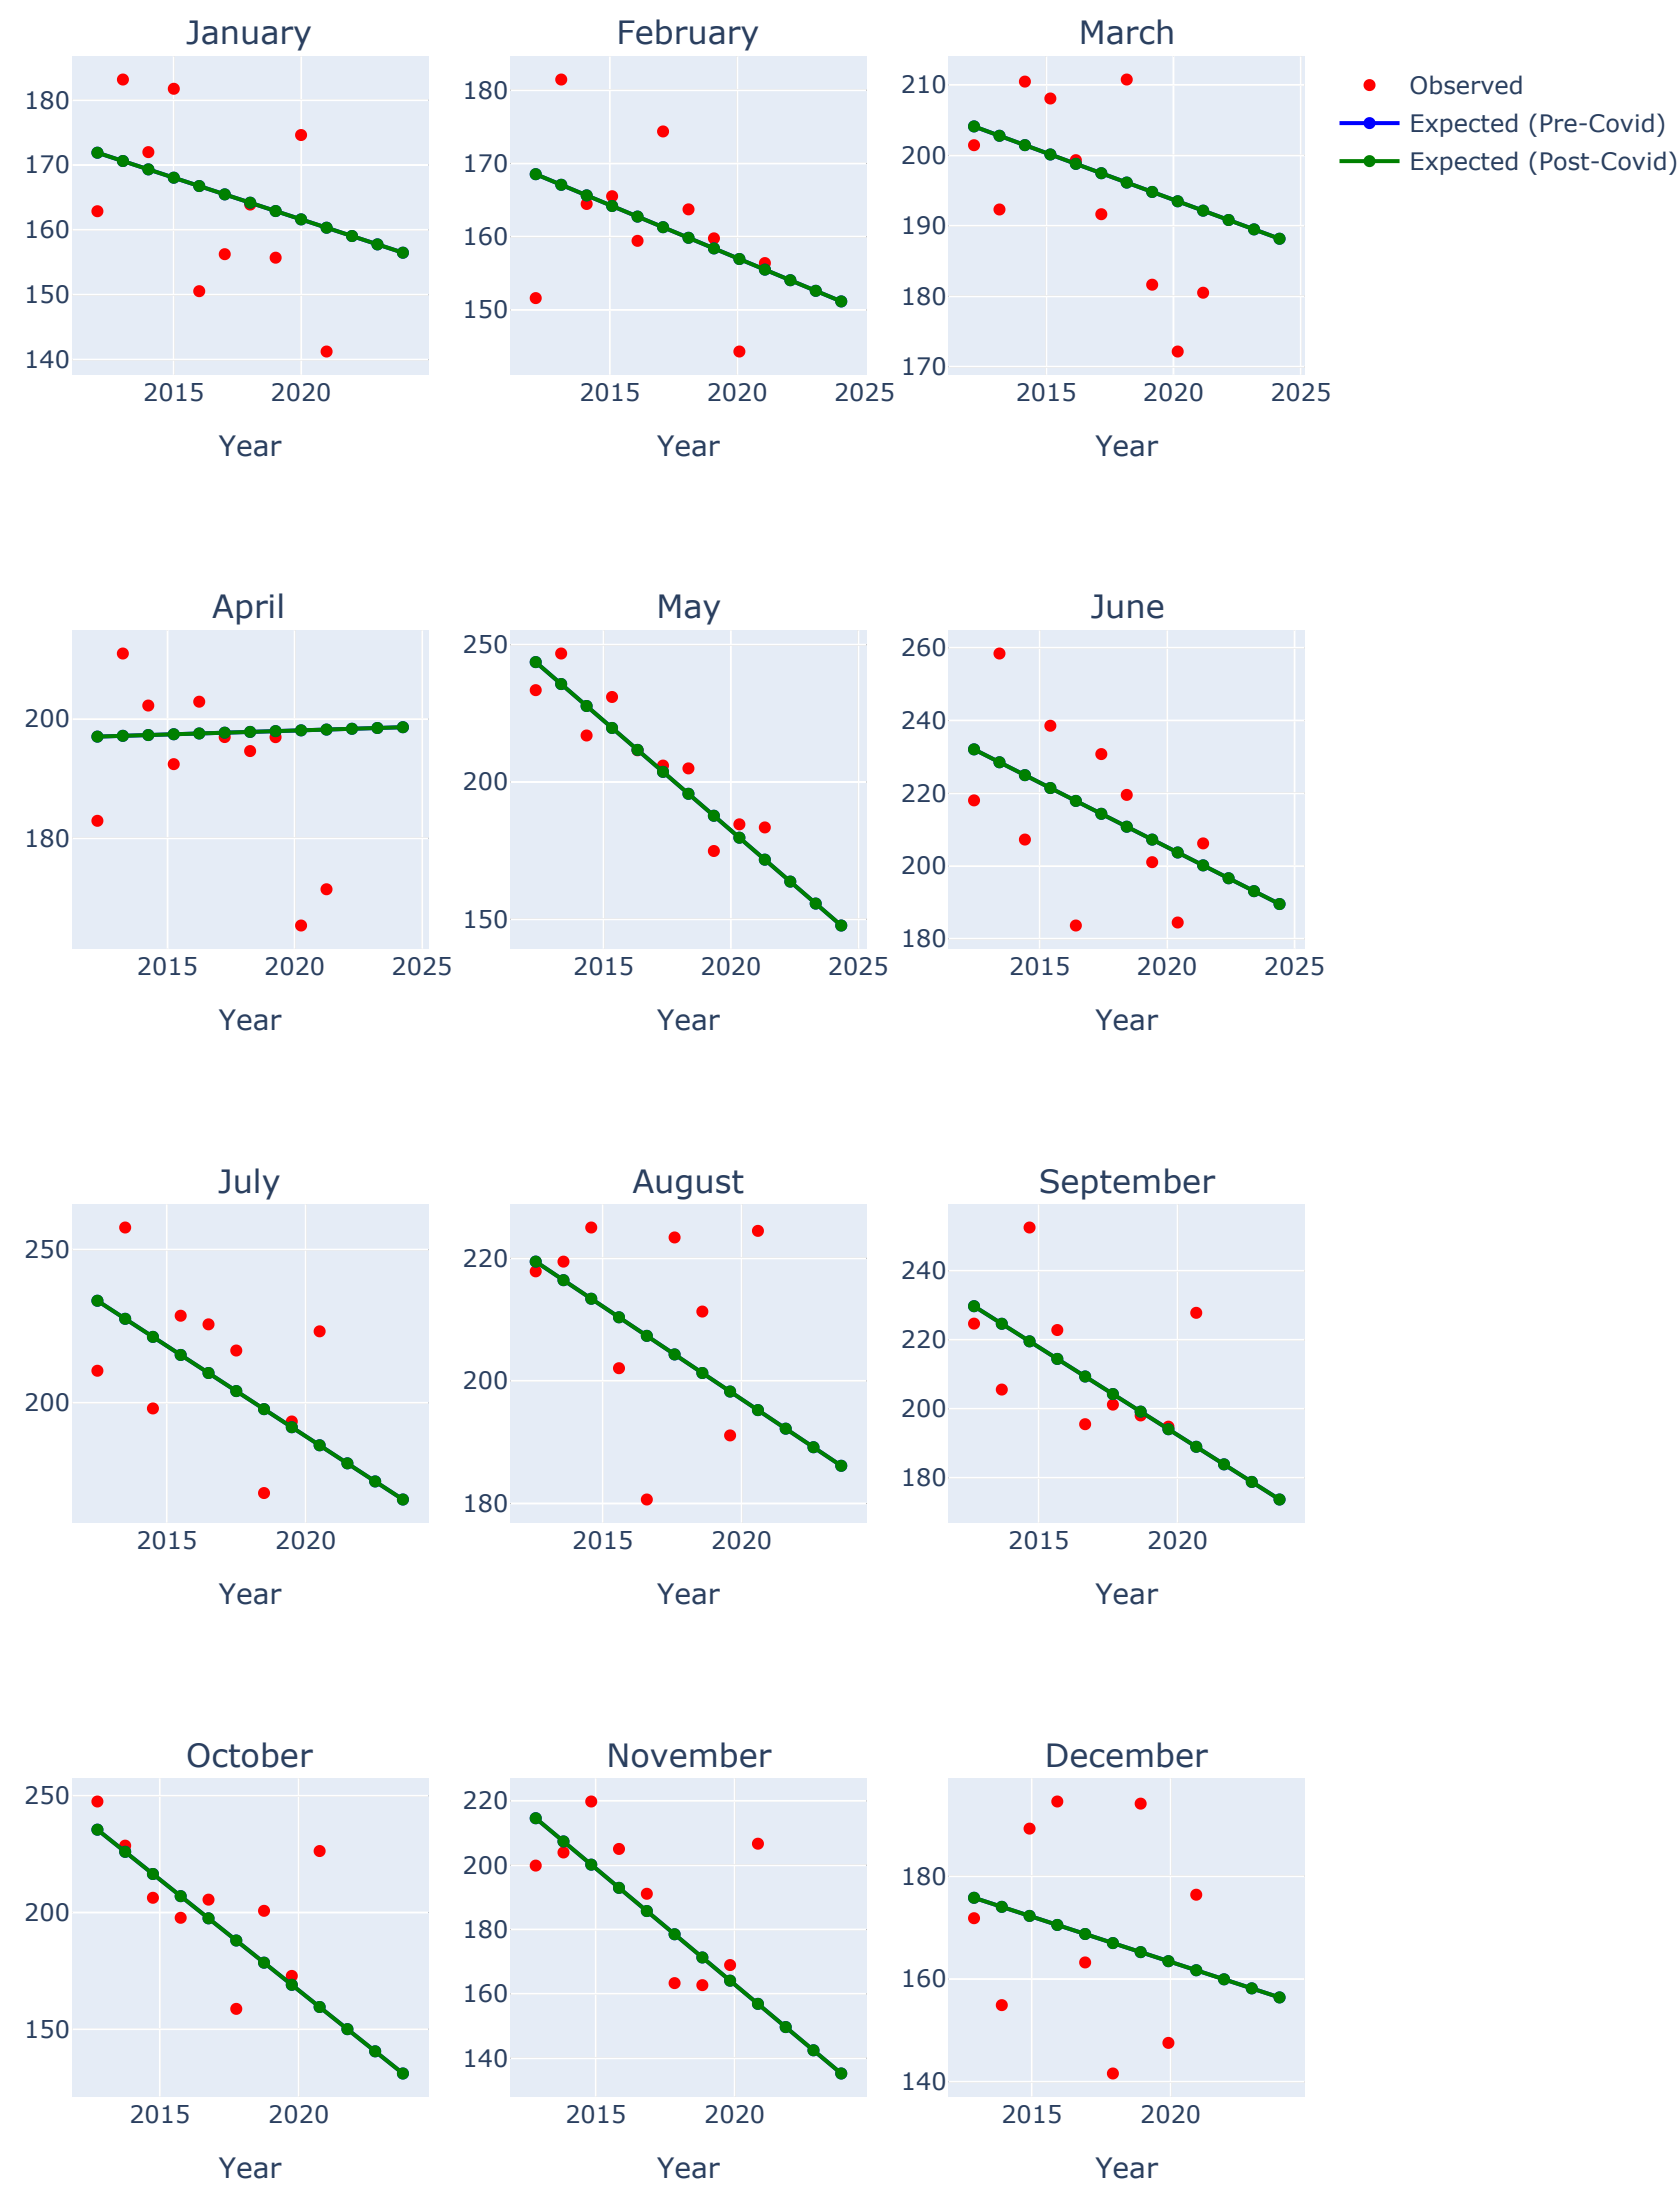 January
February
March
180
170
160
150
140
2015
2020
Year
180
170
160
150
2015
2020
2025
Year
210
200
190
180
170
2015
2020
2025
Year
Observed
Expected (Pre-Covid)
Expected (Post-Covid)
April
May
June
200
180
2015
2020
2025
Year
250
200
150
2015
2020
2025
Year
260
240
220
200
180
2015
2020
2025
Year
July
August
September
250
200
2015
2020
Year
220
200
180
2015
2020
Year
240
220
200
180
2015
2020
Year
October
November
December
250
200
150
2015
2020
Year
220
200
180
160
140
2015
2020
Year
180
160
140
2015
2020
Year